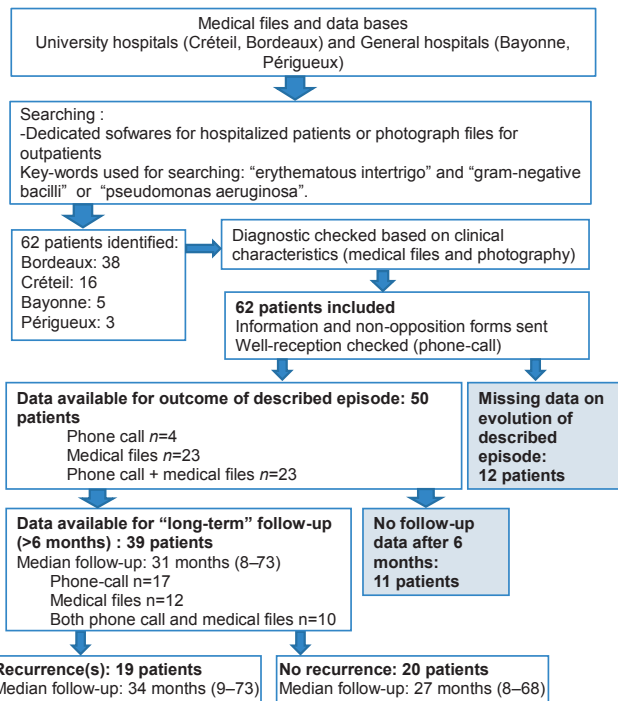 Medical files and data bases
University hospitals (Créteil, Bordeaux) and General hospitals (Bayonne,
Périgueux)
Searching :
-Dedicated sofwares for hospitalized patients or photograph files for
outpatients
Key-words used for searching: “erythematous intertrigo” and “gram-negative
bacilli” or “pseudomonas aeruginosa”.
62 patients identified:
Bordeaux: 38
Créteil: 16
Bayonne: 5
Périgueux: 3
Diagnostic checked based on clinical
characteristics (medical files and photography)
62 patients included
Information and non-opposition forms sent
Well-reception checked (phone-call)
Data available for outcome of described episode: 50
patients
Phone call n=4
Medical files n=23
Phone call + medical files n=23
Missing data on
evolution of
described
episode:
12 patients
Data available for “long-term” follow-up
(>6 months) : 39 patients
Median follow-up: 31 months (8–73)
Phone-call n=17
Medical files n=12
Both phone call and medical files n=10
No follow-up
data after 6
months:
11 patients
Recurrence(s): 19 patients
Median follow-up: 34 months (9–73)
No recurrence: 20 patients
Median follow-up: 27 months (8–68)